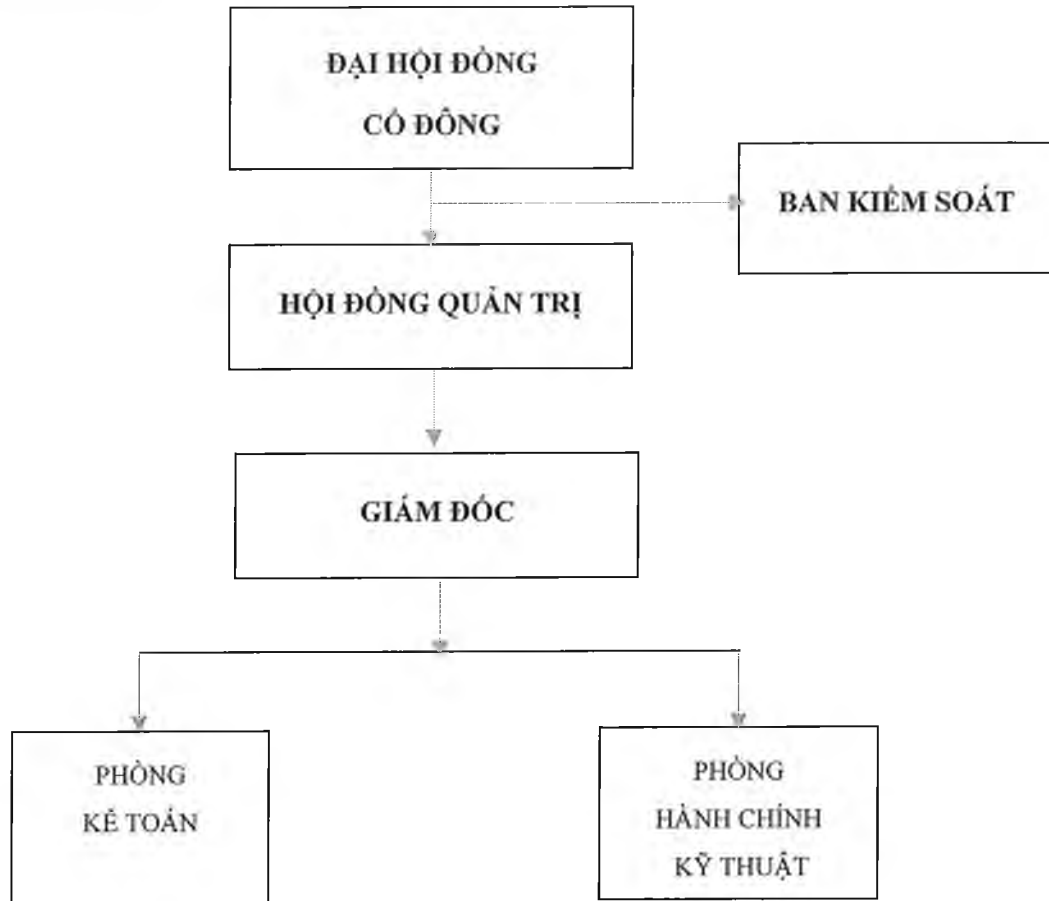 ĐẠI HỘI ĐỒNG
CỔ ĐÔNG
BAN KIỂM SOÁT
HỘI ĐỒNG QUẢN TRỊ
GIÁM ĐỐC
PHÒNG
KẾ TOÁN
PHÒNG
HÀNH CHÍNH
KỸ THUẬT